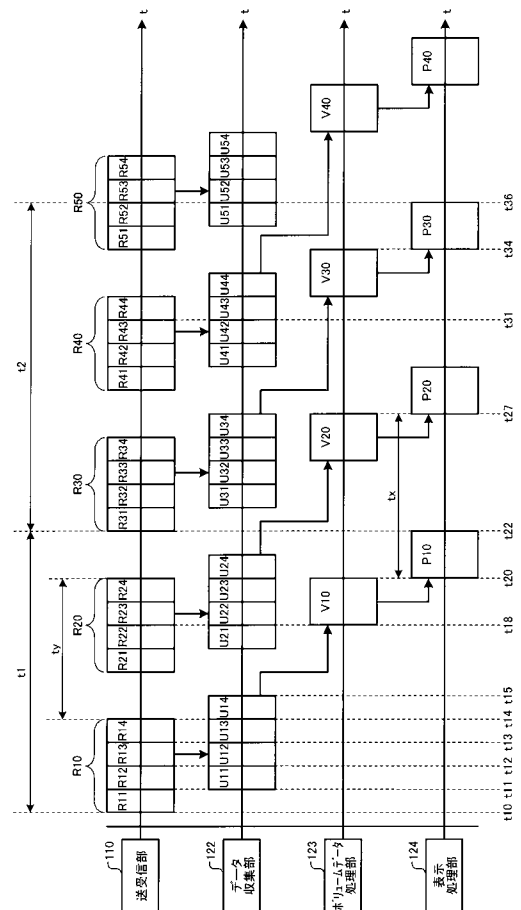 t1
t2
ty
R10
R20
R30
R40
R50
110
送受信部
R11 R12 R13 R14
R21 R22 R23 R24
R31 R32 R33 R34
R41 R42 R43 R44
R51 R52 R53 R54
t
122
データ
収集部
U11 U12 U13 U14
U21 U22 U23 U24
U31 U32 U33 U34
U41 U42 U43 U44
U51 U52 U53 U54
t
123
ボリュームデータ
処理部
V10
V20
V30
V40
t
tx
124
表示
処理部
P10
P20
P30
P40
t
t10 t11 t12 t13 t14 t15 t18 t20 t22 t27 t31 t34 t36